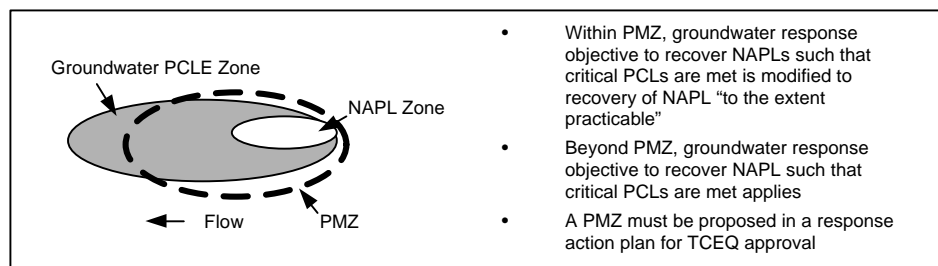 Groundwater PCLE Zone
NAPL Zone
Flow
PMZ
• Within PMZ, groundwater response
objective to recover NAPLs such that
critical PCLs are met is modified to
recovery of NAPL “to the extent
practicable”
• Beyond PMZ, groundwater response
objective to recover NAPL such that
critical PCLs are met applies
• A PMZ must be proposed in a response
action plan for TCEQ approval